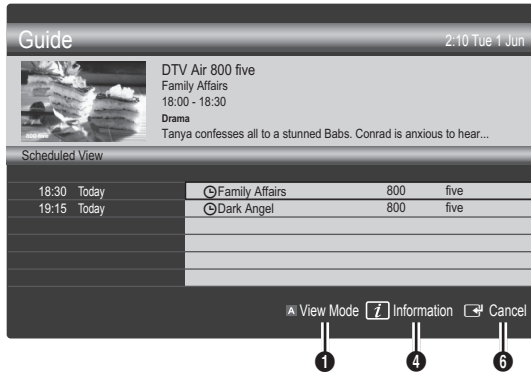 Guide
2:10 Tue 1 Jun
DTV Air 800 five
Family Affairs
18:00 - 18:30
Drama
Tanya confesses all to a stunned Babs. Conrad is anxious to hear...
800 five
Scheduled View
18:30 Today Family Affairs 800 five
19:15 Today Dark Angel 800 five
A View Mode i Information Cancel
1 4 6